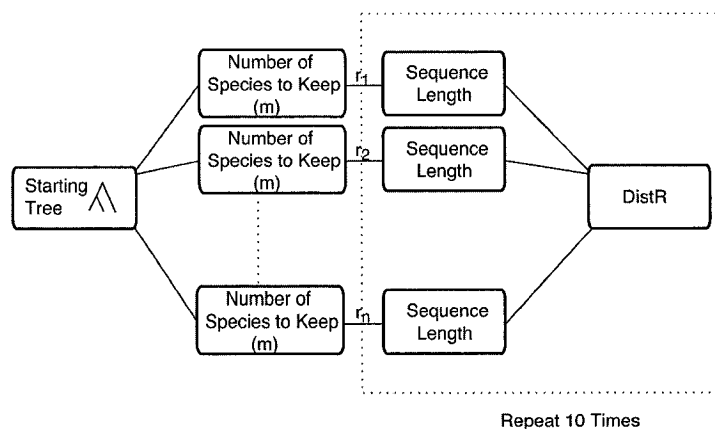 Number of
Species to Keep
(m)
r1
Sequence
Length
Number of
Species to Keep
(m)
r2
Sequence
Length
Starting
Tree
DistR
Number of
Species to Keep
(m)
rn
Sequence
Length
Repeat 10 Times